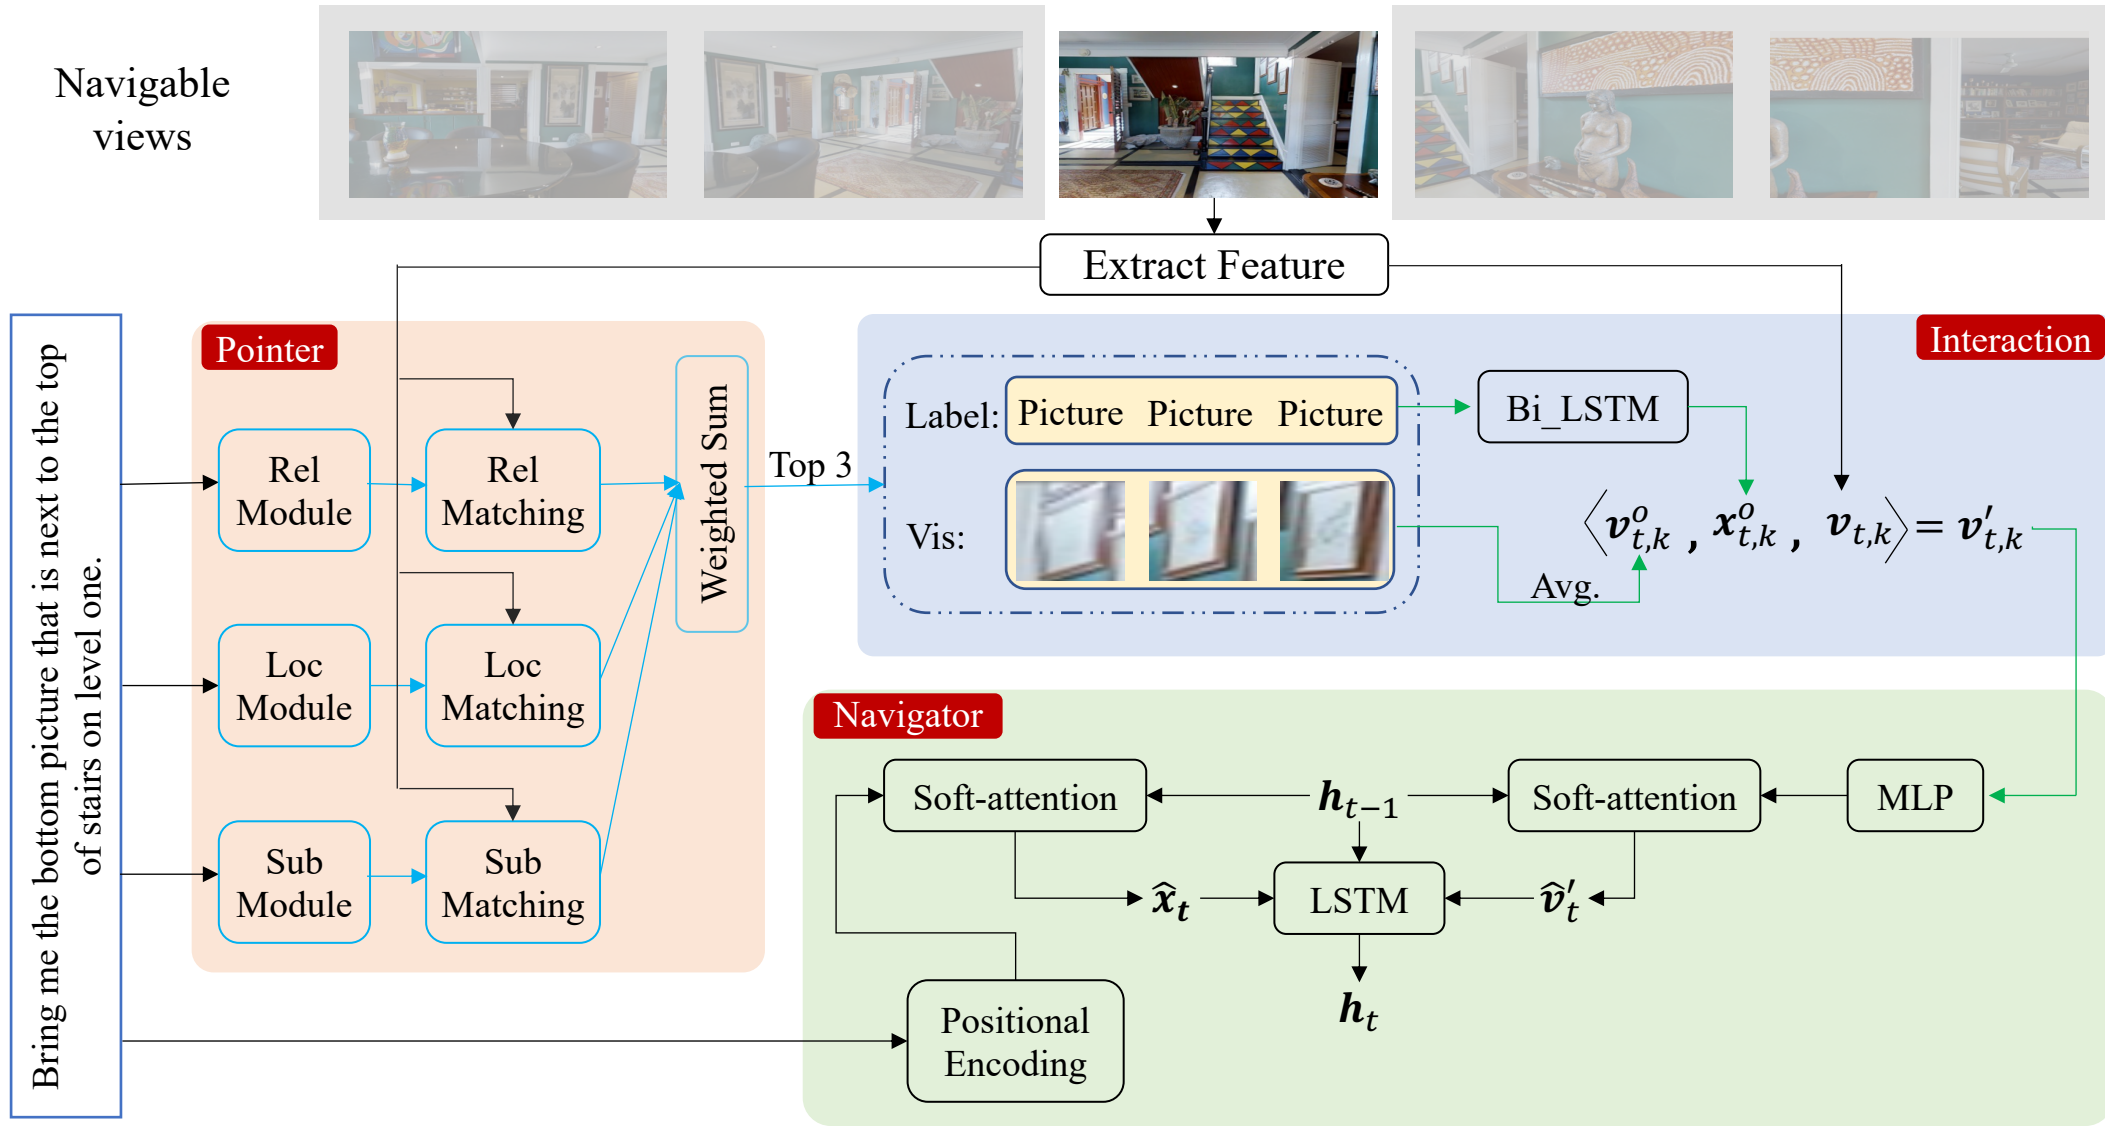 Navigable
views
Extract Feature
Bring me the bottom picture that is next to the top
of stairs on level one.
Pointer
Rel
Module
Rel
Matching
Loc
Module
Loc
Matching
Sub
Module
Sub
Matching
Weighted Sum
Top 3
Interaction
Label:
Picture Picture Picture
Vis:
Bi_LSTM
Avg.
⟨𝒗ᵒ_{t,k} , 𝒙ᵒ_{t,k} , 𝒗_{t,k}⟩ = 𝒗′_{t,k}
Navigator
Soft-attention
𝒉_{t−1}
Soft-attention
MLP
𝒙̂_𝒕
LSTM
𝒗̂′_t
𝒉_t
Positional
Encoding